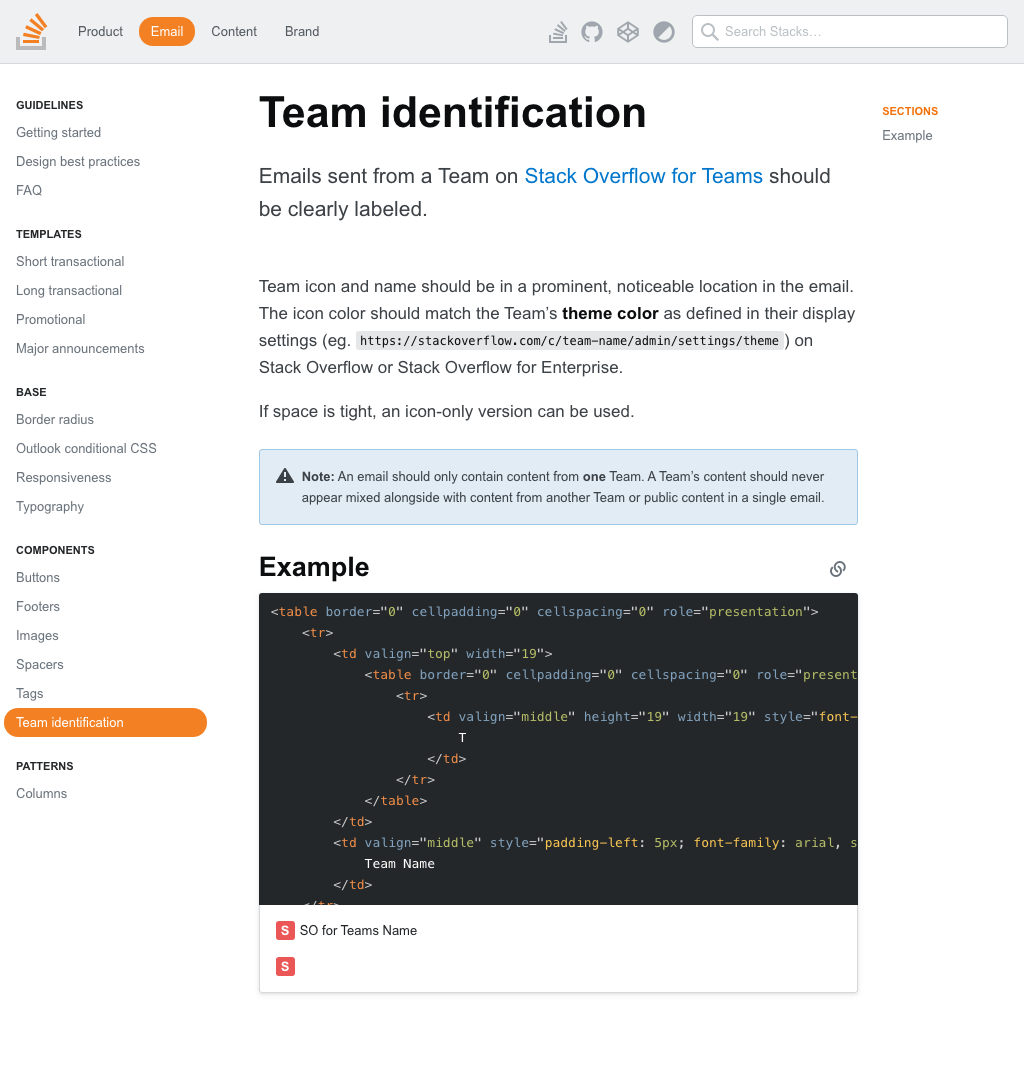 Product Email Content Brand
Search Stacks...
GUIDELINES
Getting started
Design best practices
FAQ
TEMPLATES
Short transactional
Long transactional
Promotional
Major announcements
BASE
Border radius
Outlook conditional CSS
Responsiveness
Typography
COMPONENTS
Buttons
Footers
Images
Spacers
Tags
Team identification
PATTERNS
Columns
Team identification
Emails sent from a Team on Stack Overflow for Teams should
be clearly labeled.
Team icon and name should be in a prominent, noticeable location in the email.
The icon color should match the Team’s theme color as defined in their display
settings (eg. https://stackoverflow.com/c/team-name/admin/settings/theme ) on
Stack Overflow or Stack Overflow for Enterprise.
If space is tight, an icon-only version can be used.
Note: An email should only contain content from one Team. A Team’s content should never
appear mixed alongside with content from another Team or public content in a single email.
Example
<table border="0" cellpadding="0" cellspacing="0" role="presentation">
<tr>
<td valign="top" width="19">
<table border="0" cellpadding="0" cellspacing="0" role="present
<tr>
<td valign="middle" height="19" width="19" style="font-
T
</td>
</tr>
</table>
</td>
<td valign="middle" style="padding-left: 5px; font-family: arial, s
Team Name
</td>
</tr>
S SO for Teams Name
S
SECTIONS
Example